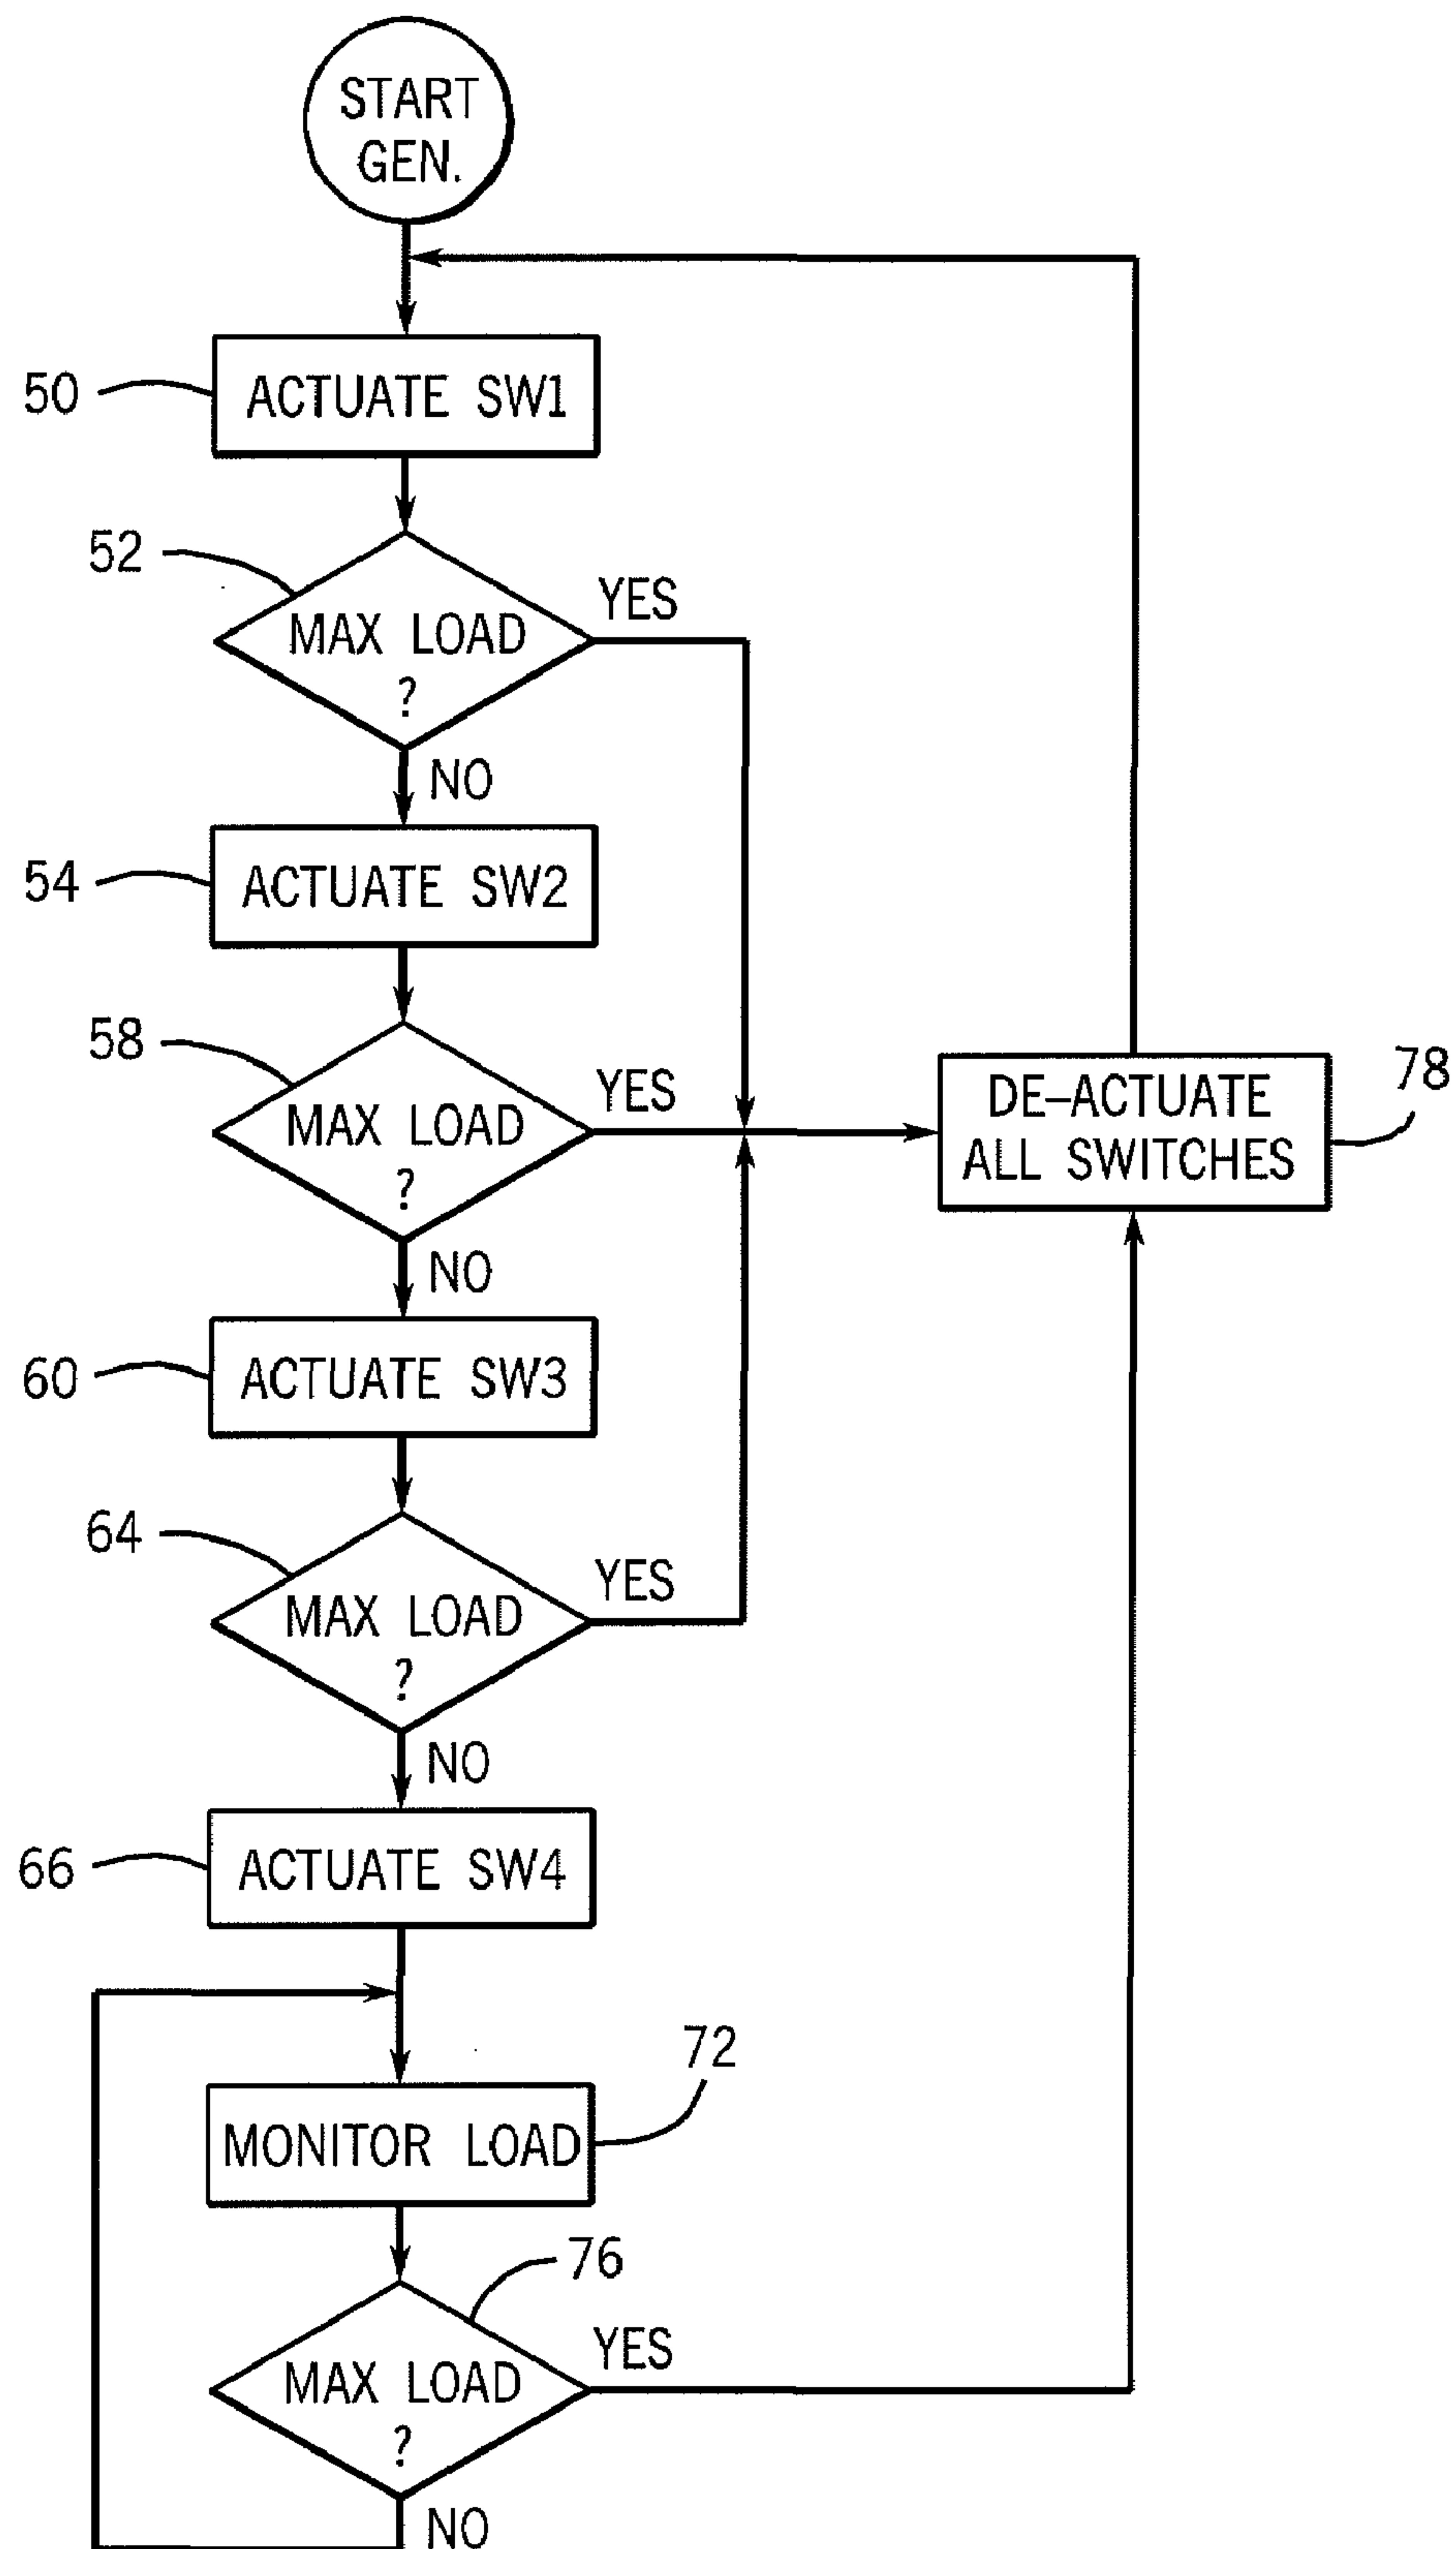 START
GEN.
50
ACTUATE SW1
52
MAX LOAD
?
YES
NO
54
ACTUATE SW2
58
MAX LOAD
?
YES
NO
DE-ACTUATE
ALL SWITCHES
78
60
ACTUATE SW3
64
MAX LOAD
?
YES
NO
66
ACTUATE SW4
72
MONITOR LOAD
76
MAX LOAD
?
YES
NO